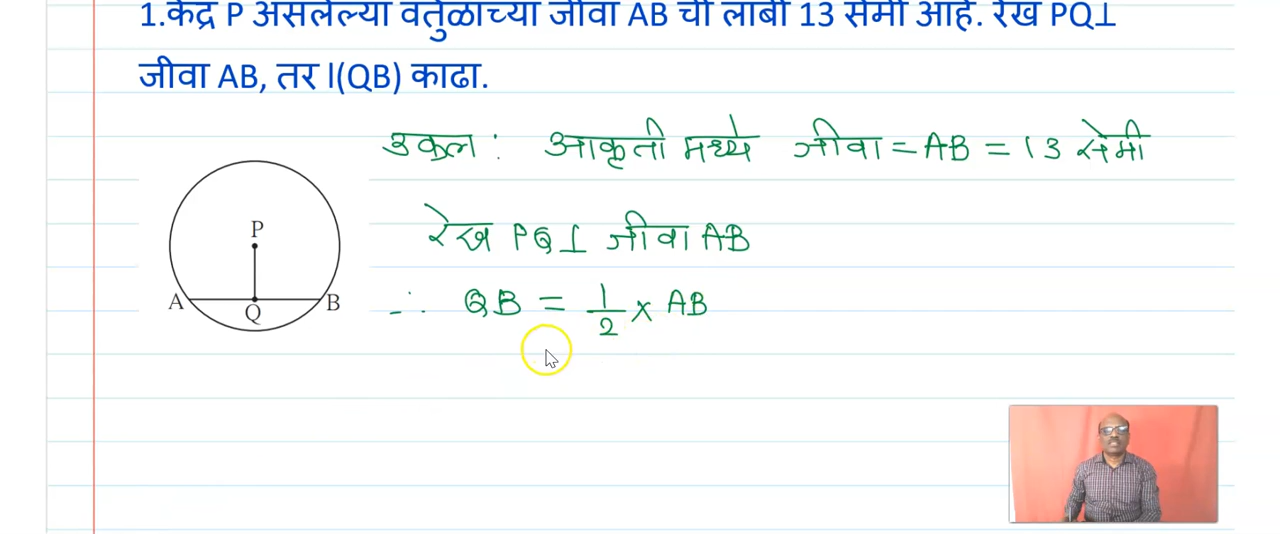 1.केंद्र P असलेल्या वर्तुळाच्या जीवा AB ची लांबी 13 सेमी आहे. रेख PQ⊥
जीवा AB, तर l(QB) काढा.
उकल : आकृती मध्ये जीवा = AB = 13 सेमी
रेख PQ⊥ जीवा AB
∴ QB = 1/2 × AB
P
A
Q
B